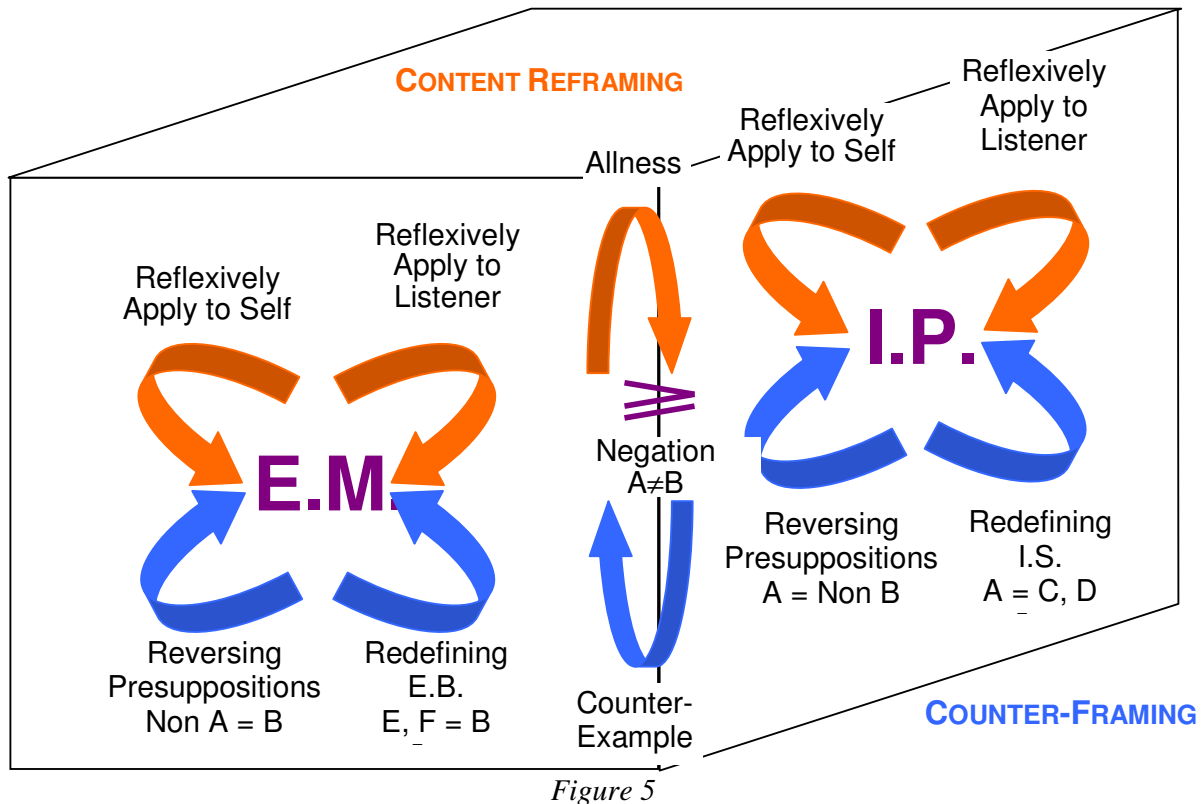 CONTENT REFRAMING
Reflexively
Apply to Self
Reflexively
Apply to
Listener
E.M.
Reversing
Presuppositions
Non A = B
Redefining
E.B.
E, F = B
Allness
Negation
A≠B
Counter-
Example
Reflexively
Apply to Self
Reflexively
Apply to
Listener
I.P.
Reversing
Presuppositions
A = Non B
Redefining
I.S.
A = C, D
COUNTER-FRAMING
Figure 5